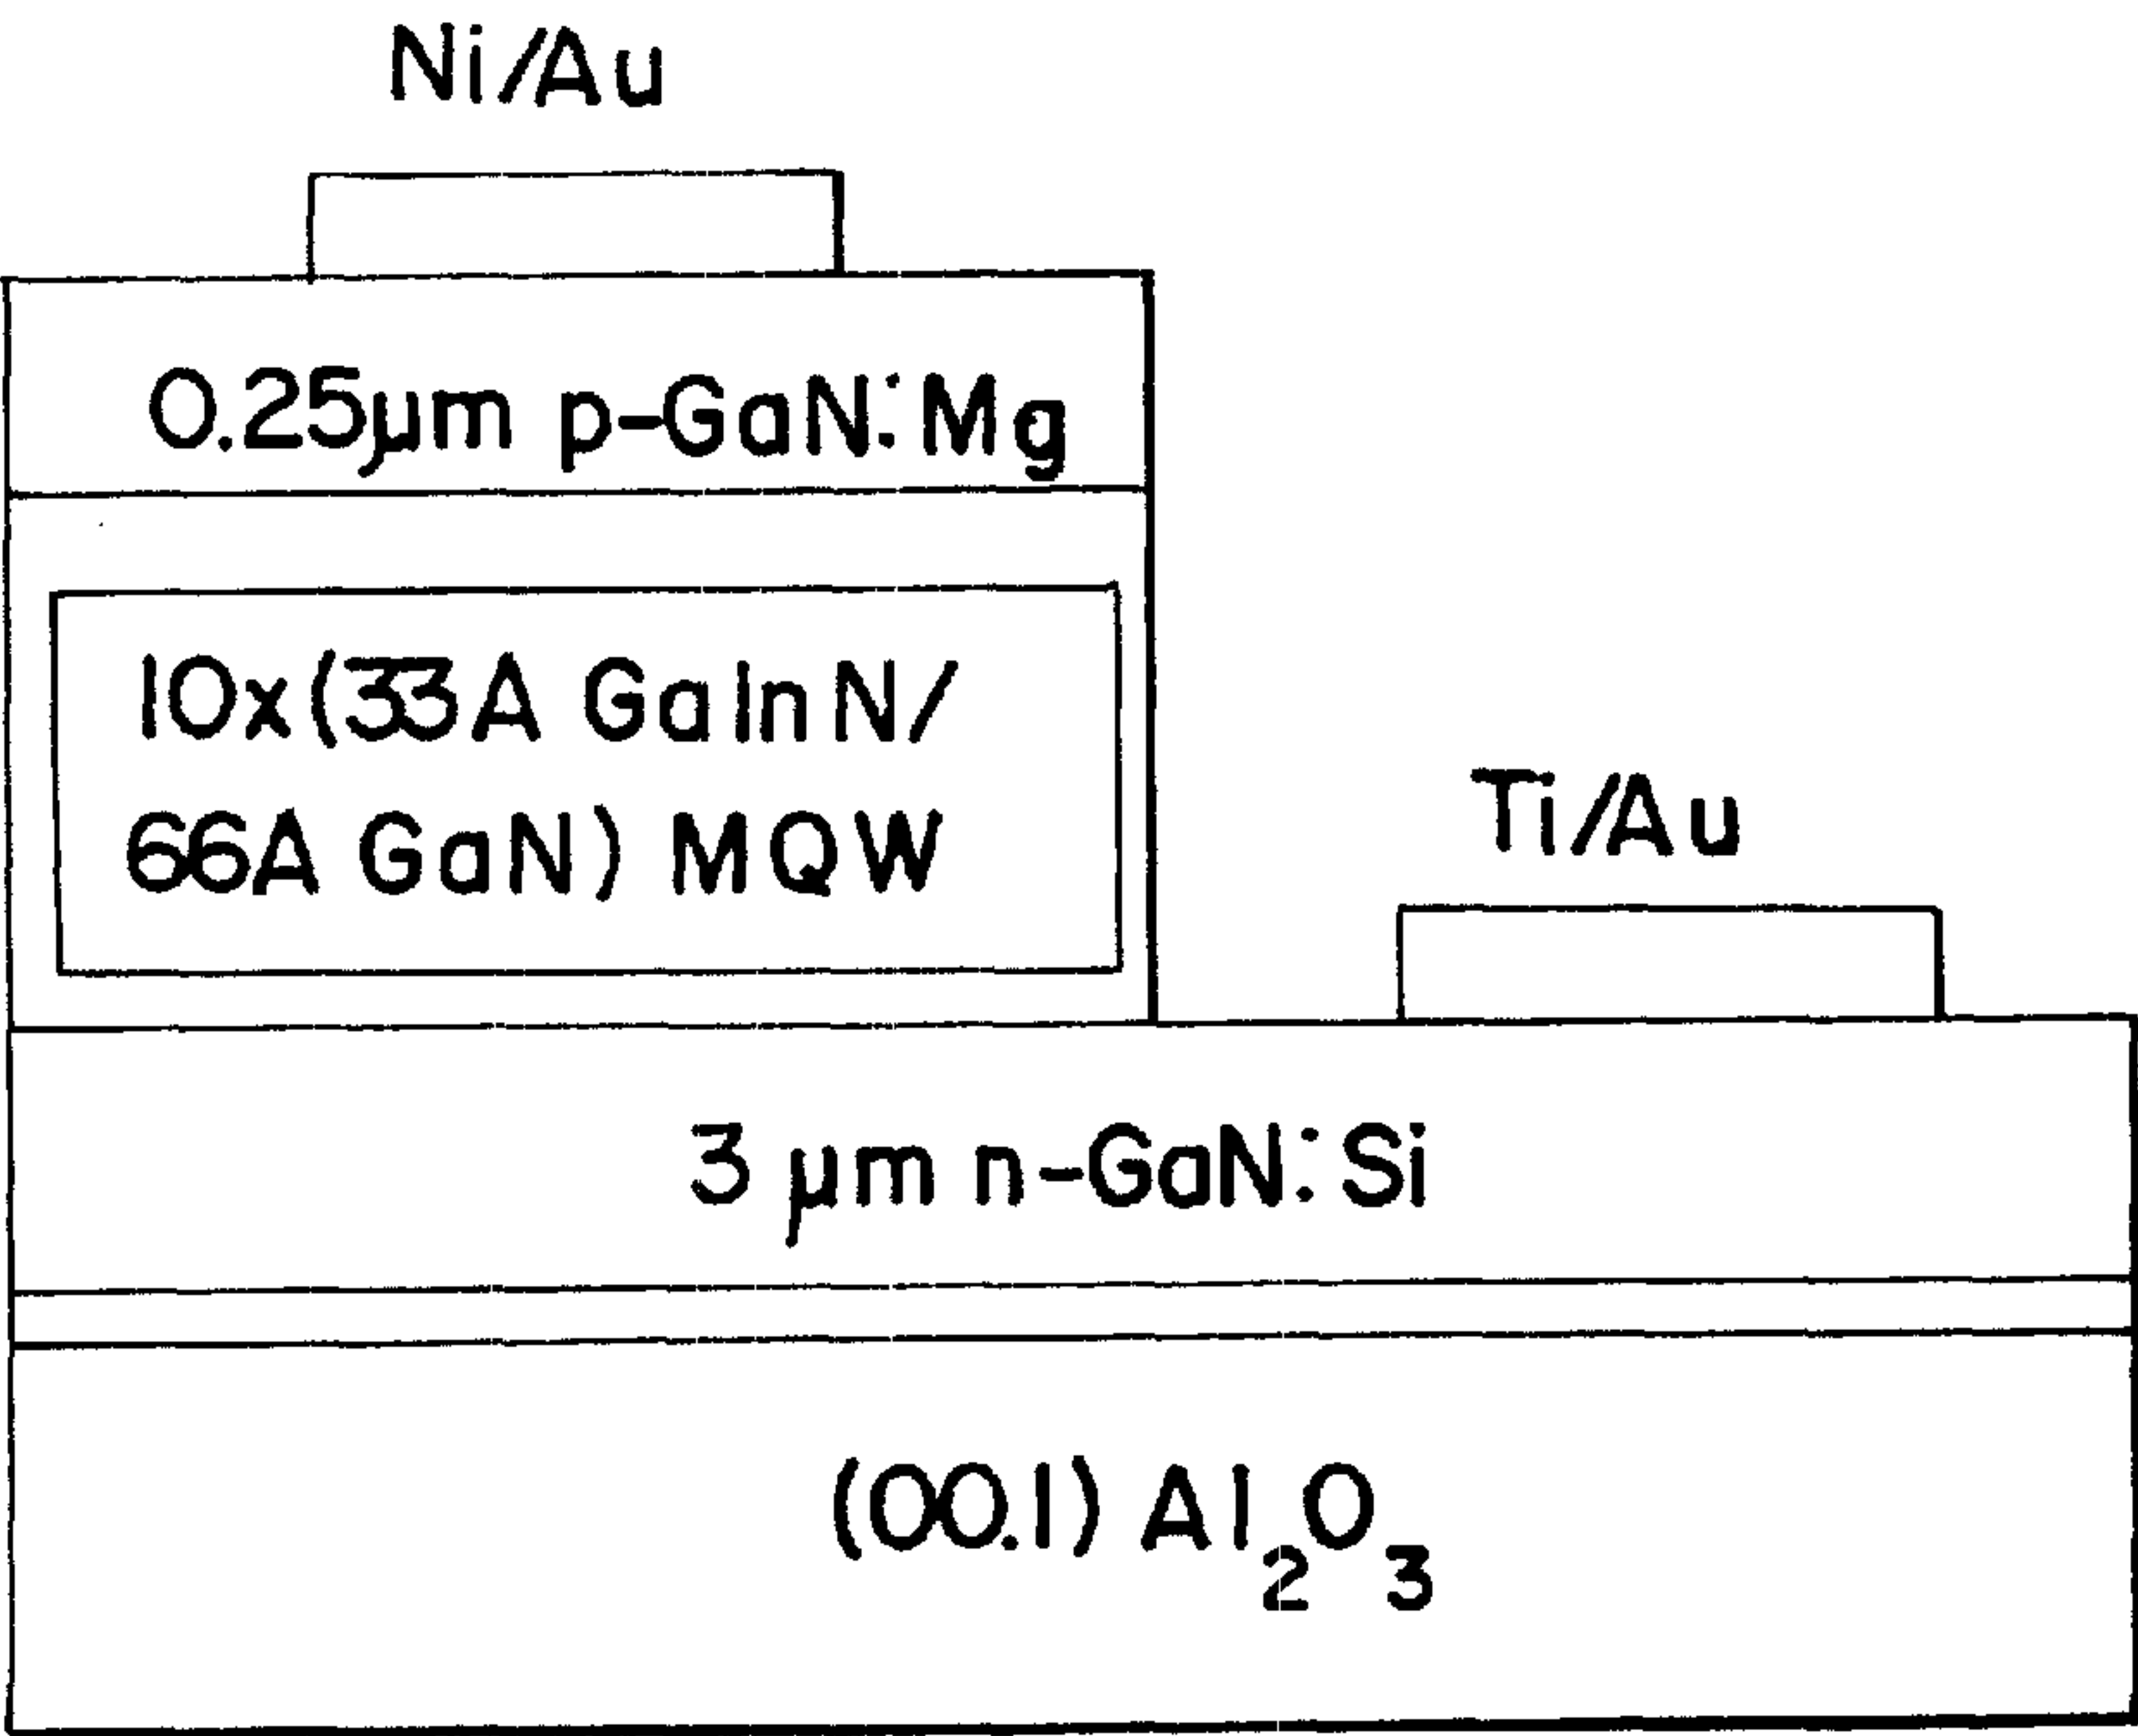 Ni/Au
0.25μm p-GaN:Mg
10x(33A GaInN/
66A GaN) MQW
Ti/Au
3 μm n-GaN:Si
(00.1) Al₂O₃